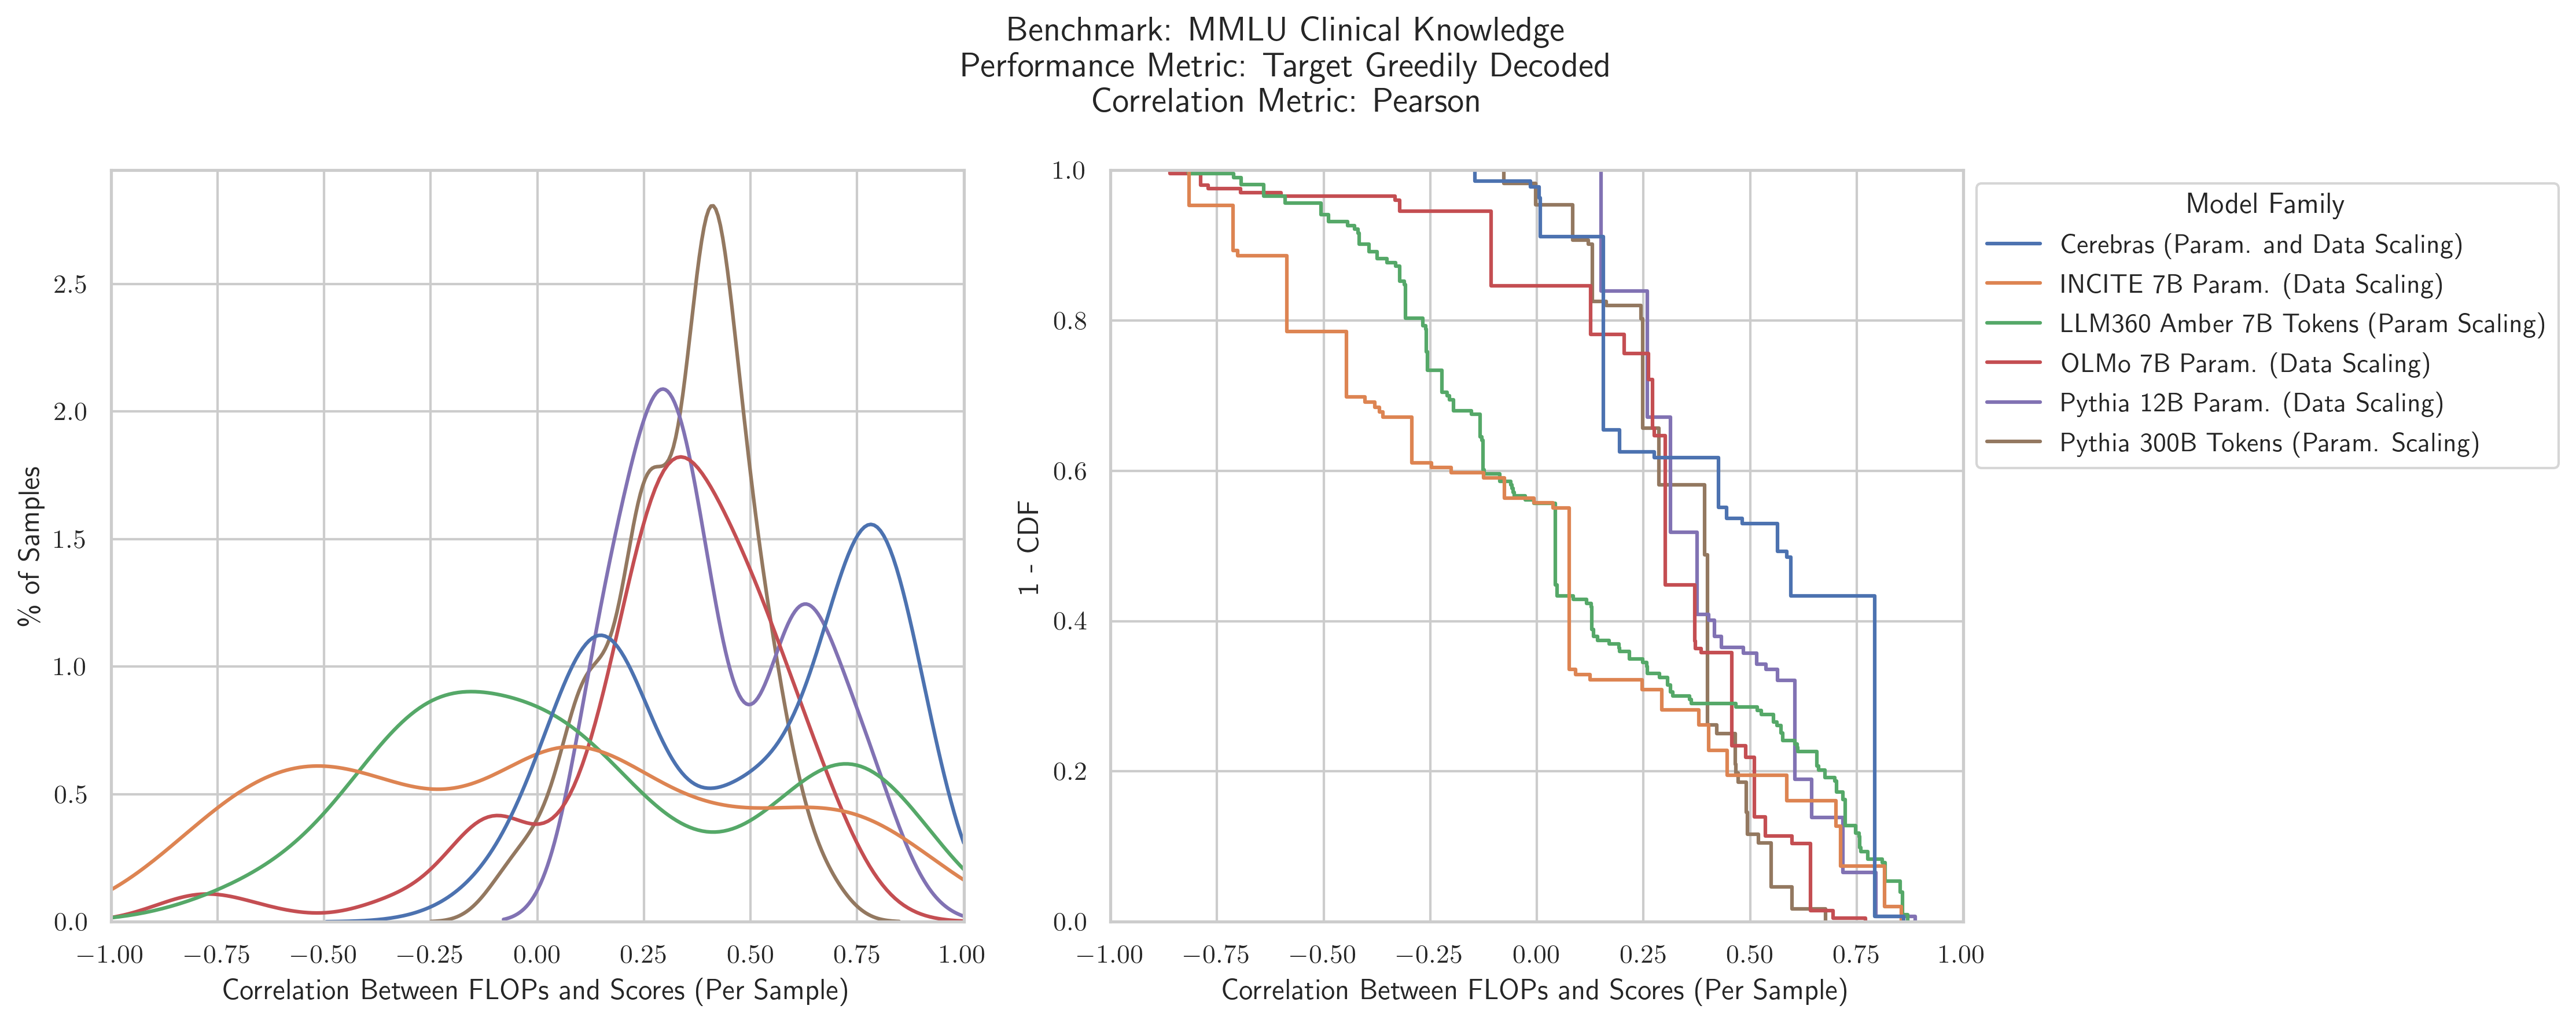 Benchmark: MMLU Clinical Knowledge
Performance Metric: Target Greedily Decoded
Correlation Metric: Pearson
% of Samples
2.5
2.0
1.5
1.0
0.5
0.0
−1.00 −0.75 −0.50 −0.25 0.00 0.25 0.50 0.75 1.00
Correlation Between FLOPs and Scores (Per Sample)
1 - CDF
1.0
0.8
0.6
0.4
0.2
0.0
−1.00 −0.75 −0.50 −0.25 0.00 0.25 0.50 0.75 1.00
Correlation Between FLOPs and Scores (Per Sample)
Model Family
Cerebras (Param. and Data Scaling)
INCITE 7B Param. (Data Scaling)
LLM360 Amber 7B Tokens (Param Scaling)
OLMo 7B Param. (Data Scaling)
Pythia 12B Param. (Data Scaling)
Pythia 300B Tokens (Param. Scaling)